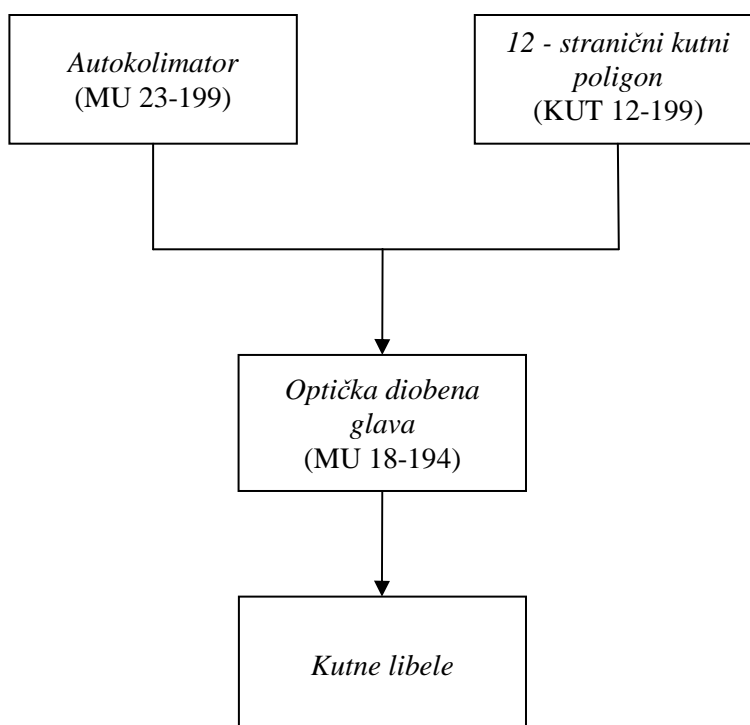 Autokolimator
(MU 23-199)
12 - stranični kutni
poligon
(KUT 12-199)
Optička diobena
glava
(MU 18-194)
Kutne libele